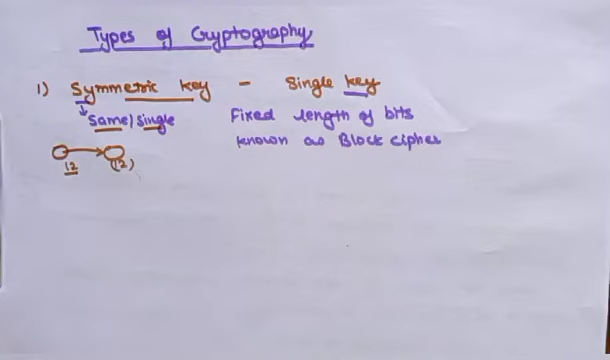 Types of Cryptography
1) Symmetric key - Single key
Same/single Fixed length of bits
known as Block cipher
12 (12)